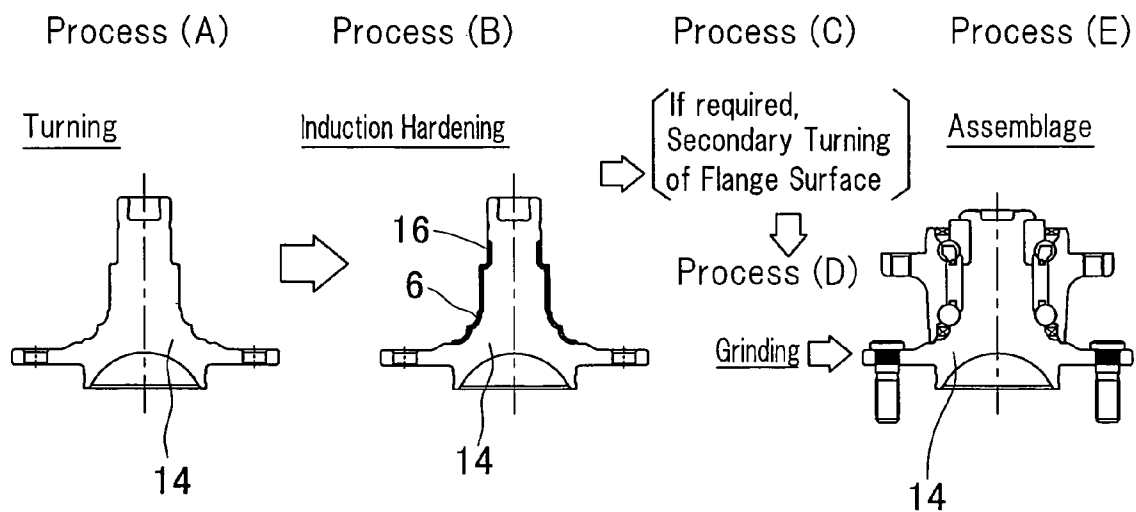 Process (A)
Process (B)
Process (C)
Process (E)
Turning
Induction Hardening
If required,
Secondary Turning
of Flange Surface
Assemblage
16
6
Process (D)
Grinding
14
14
14